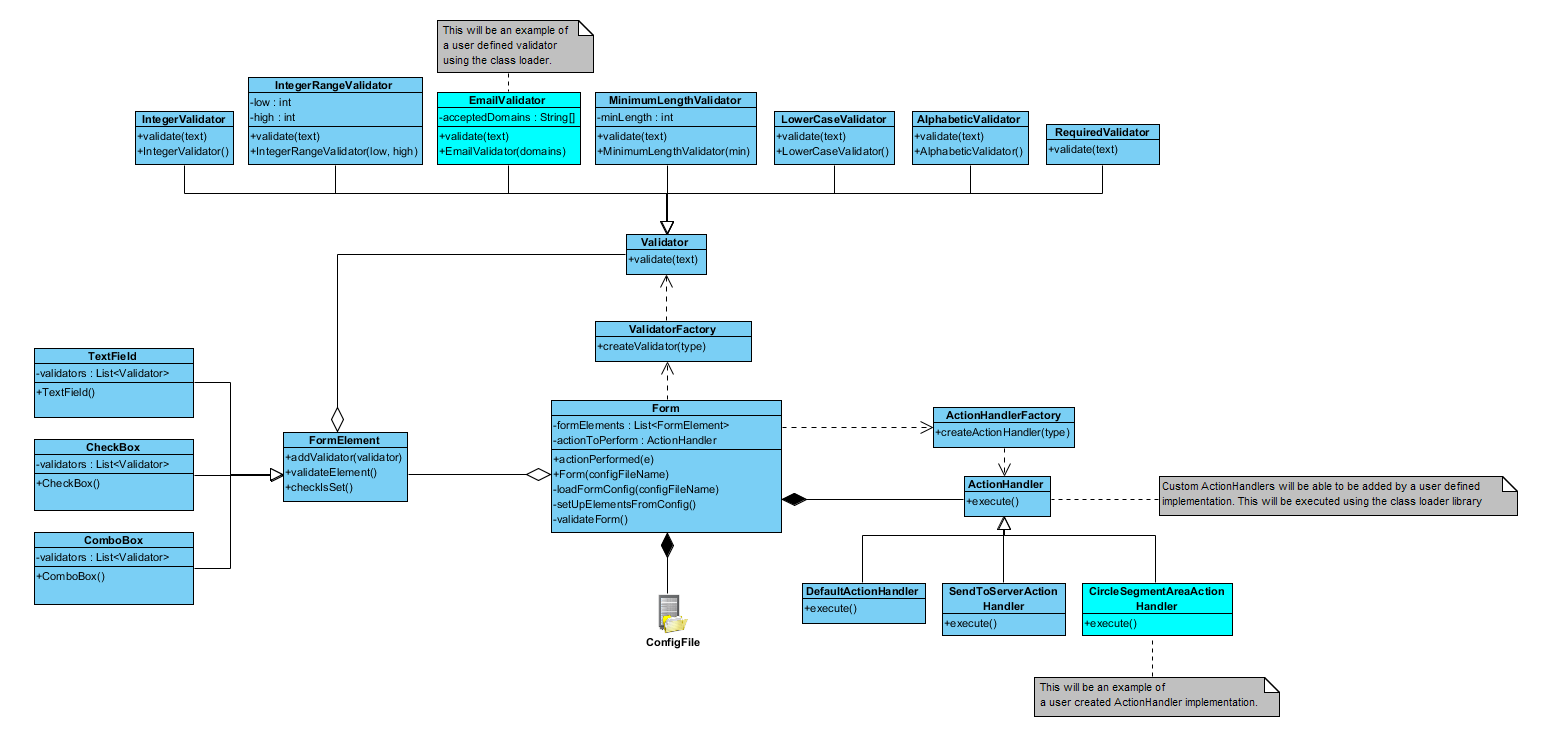 This will be an example of
a user defined validator
using the class loader.
IntegerValidator
+validate(text)
+IntegerValidator()
IntegerRangeValidator
-low : int
-high : int
+validate(text)
+IntegerRangeValidator(low, high)
EmailValidator
-acceptedDomains : String[]
+validate(text)
+EmailValidator(domains)
MinimumLengthValidator
-minLength : int
+validate(text)
+MinimumLengthValidator(min)
LowerCaseValidator
+validate(text)
+LowerCaseValidator()
AlphabeticValidator
+validate(text)
+AlphabeticValidator()
RequiredValidator
+validate(text)
Validator
+validate(text)
ValidatorFactory
+createValidator(type)
TextField
-validators : List<Validator>
+TextField()
CheckBox
-validators : List<Validator>
+CheckBox()
ComboBox
-validators : List<Validator>
+ComboBox()
FormElement
+addValidator(validator)
+validateElement()
+checkIsSet()
Form
-formElements : List<FormElement>
-actionToPerform : ActionHandler
+actionPerformed(e)
+Form(configFileName)
-loadFormConfig(configFileName)
-setUpElementsFromConfig()
-validateForm()
ActionHandlerFactory
+createActionHandler(type)
ActionHandler
+execute()
Custom ActionHandlers will be able to be added by a user defined
implementation. This will be executed using the class loader library
DefaultActionHandler
+execute()
SendToServerAction
Handler
+execute()
CircleSegmentAreaAction
Handler
+execute()
ConfigFile
This will be an example of
a user created ActionHandler implementation.